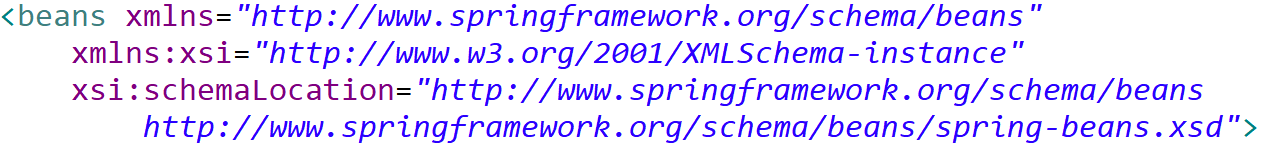 <beans xmlns="http://www.springframework.org/schema/beans"
xmlns:xsi="http://www.w3.org/2001/XMLSchema-instance"
xsi:schemaLocation="http://www.springframework.org/schema/beans
http://www.springframework.org/schema/beans/spring-beans.xsd">